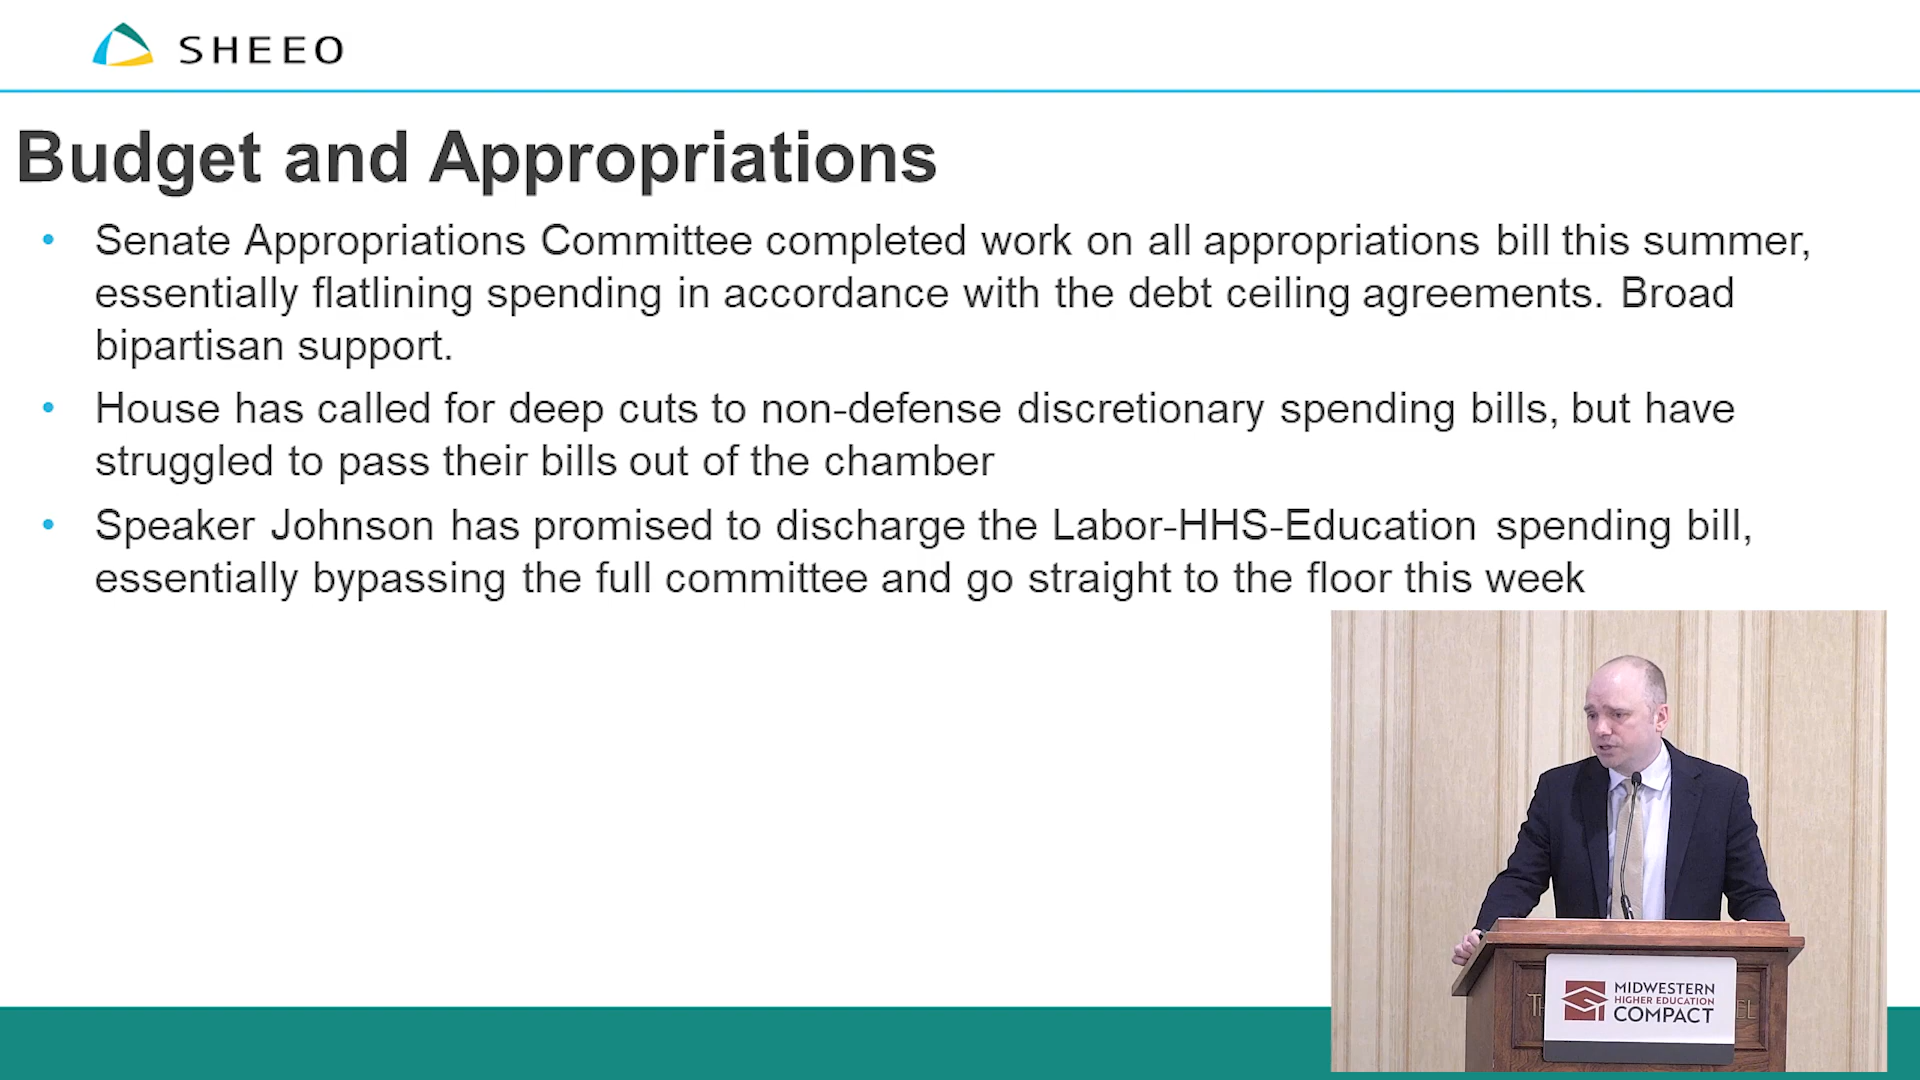 SHEEO
Budget and Appropriations
• Senate Appropriations Committee completed work on all appropriations bill this summer,
essentially flatlining spending in accordance with the debt ceiling agreements. Broad
bipartisan support.
• House has called for deep cuts to non-defense discretionary spending bills, but have
struggled to pass their bills out of the chamber
• Speaker Johnson has promised to discharge the Labor-HHS-Education spending bill,
essentially bypassing the full committee and go straight to the floor this week
MIDWESTERN
HIGHER EDUCATION
COMPACT